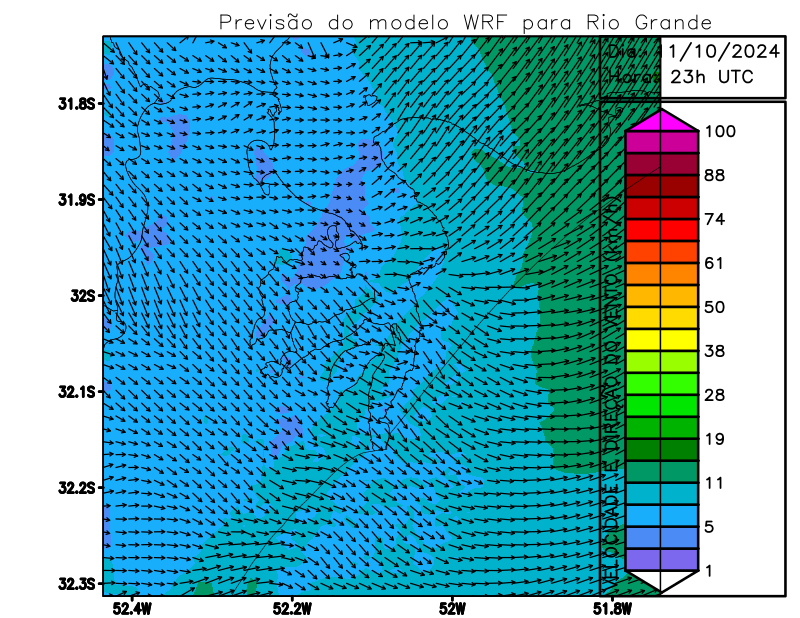 Previsão do modelo WRF para Rio Grande
Dia: 1/10/2024
Horas 23h UTC
31.8S
31.9S
32S
32.1S
32.2S
32.3S
52.4W
52.2W
52W
51.8W
100
88
74
61
50
38
28
19
11
5
1
VELOCIDADE E DIREÇÃO DO VENTO (km/h)